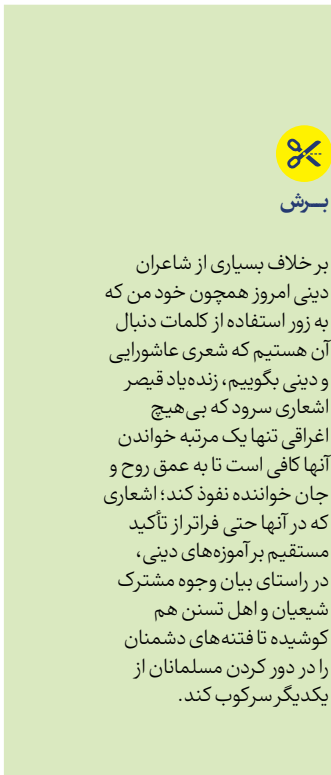 بــرش
بر خلاف بسیاری از شاعران
دینی امروز همچون خود من که
به زور استفاده از کلمات دنبال
آن هستیم که شعری عاشورایی
و دینی بگوییم، زنده‌یاد قیصر
اشعاری سرود که بی‌هیچ
اغراقی تنها یک مرتبه خواندن
آنها کافی است تا به عمق روح و
جان خواننده نفوذ کند؛ اشعاری
که در آنها حتی فراتر از تأکید
مستقیم بر آموزه‌های دینی،
در راستای بیان وجوه مشترک
شیعیان و اهل تسنن هم
کوشیده تا فتنه‌های دشمنان
را در دور کردن مسلمانان از
یکدیگر سرکوب کند.